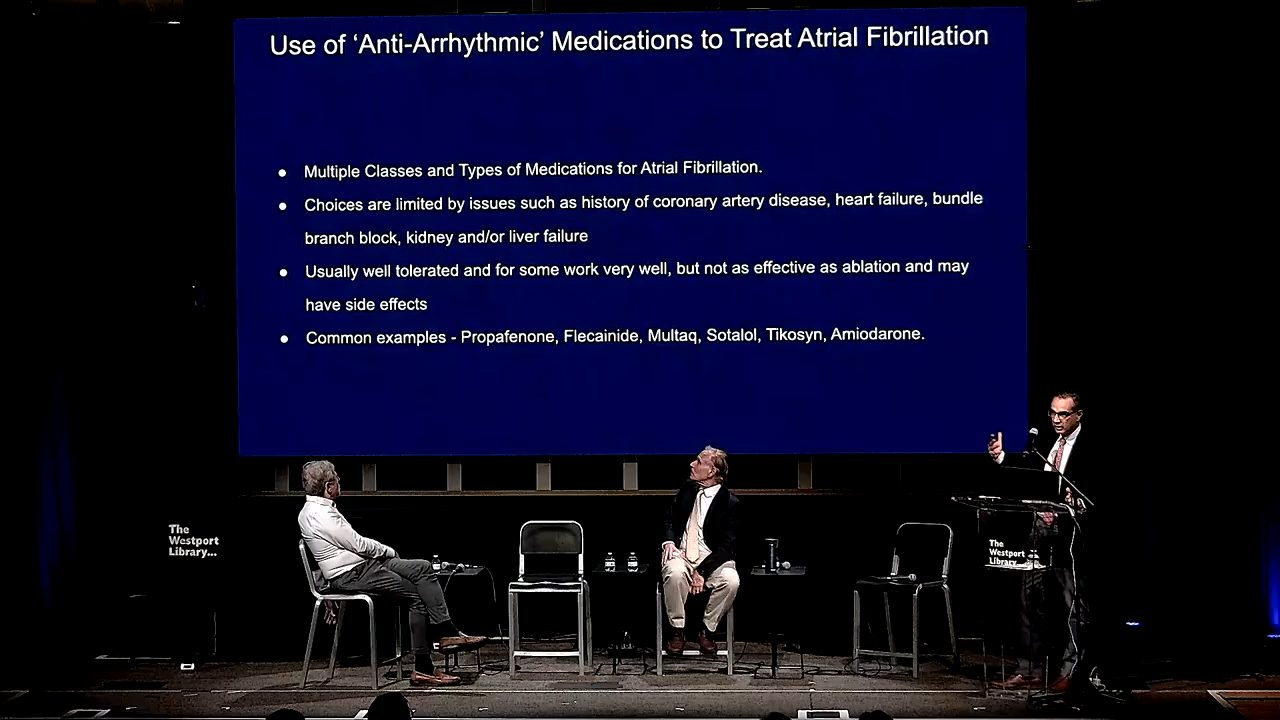 Use of ‘Anti-Arrhythmic’ Medications to Treat Atrial Fibrillation
● Multiple Classes and Types of Medications for Atrial Fibrillation.
● Choices are limited by issues such as history of coronary artery disease, heart failure, bundle
branch block, kidney and/or liver failure
● Usually well tolerated and for some work very well, but not as effective as ablation and may
have side effects
● Common examples - Propafenone, Flecainide, Multaq, Sotalol, Tikosyn, Amiodarone.
The
Westport
Library...
The
Westport
Library...